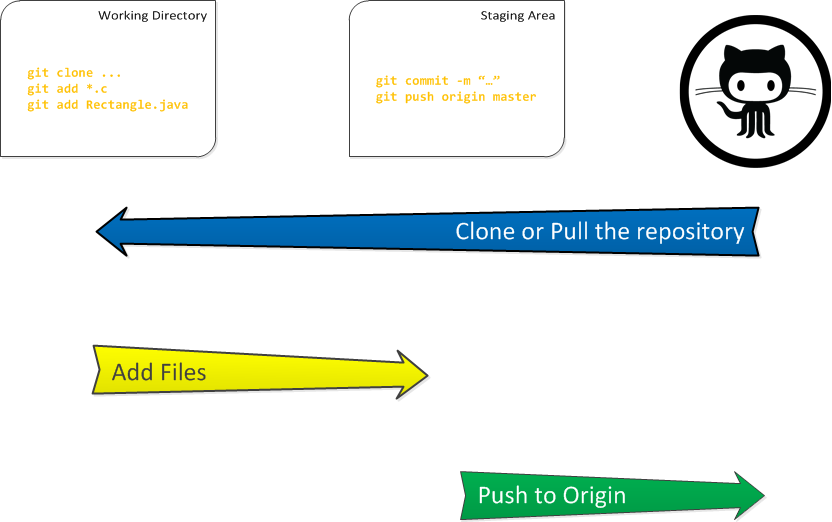 Working Directory
git clone ...
git add *.c
git add Rectangle.java
Staging Area
git commit -m “…”
git push origin master
Clone or Pull the repository
Add Files
Push to Origin